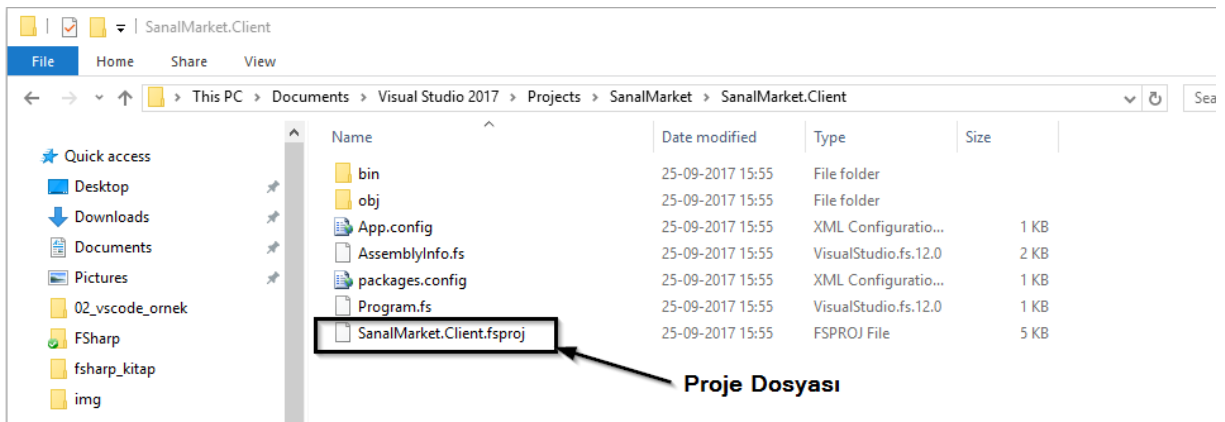 SanalMarket.Client
File Home Share View
This PC > Documents > Visual Studio 2017 > Projects > SanalMarket > SanalMarket.Client Sea
Name Date modified Type Size
Quick access
Desktop
Downloads
Documents
Pictures
02_vscode_ornek
FSharp
fsharp_kitap
img
bin 25-09-2017 15:55 File folder
obj 25-09-2017 15:55 File folder
App.config 25-09-2017 15:55 XML Configuratio... 1 KB
AssemblyInfo.fs 25-09-2017 15:55 VisualStudio.fs.12.0 2 KB
packages.config 25-09-2017 15:55 XML Configuratio... 1 KB
Program.fs 25-09-2017 15:55 VisualStudio.fs.12.0 1 KB
SanalMarket.Client.fsproj 25-09-2017 15:55 FSPROJ File 5 KB
Proje Dosyası